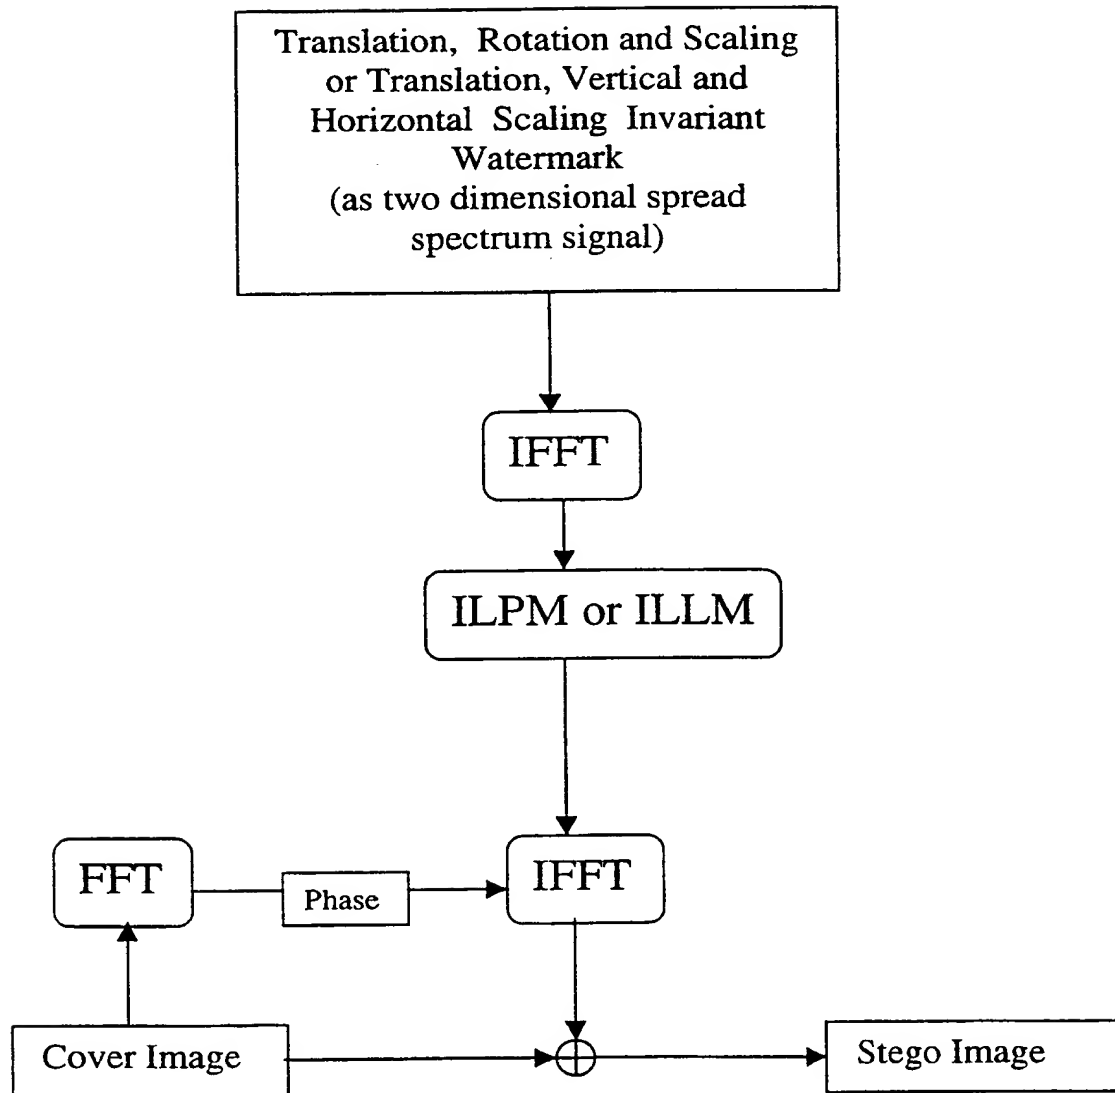 Translation, Rotation and Scaling
or Translation, Vertical and
Horizontal Scaling Invariant
Watermark
(as two dimensional spread
spectrum signal)
IFFT
ILPM or ILLM
FFT
Phase
IFFT
Cover Image
Stego Image